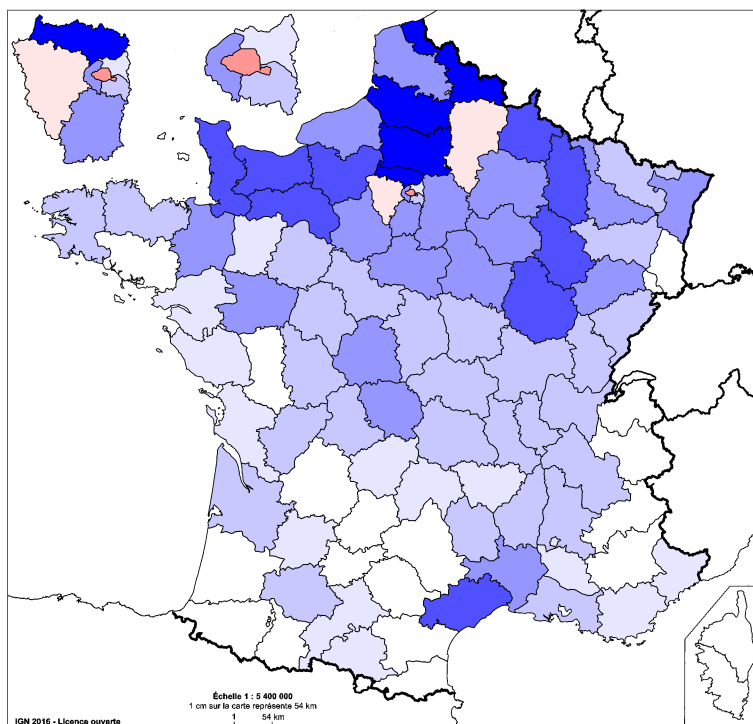 Échelle 1 : 5 400 000
1 cm sur la carte représente 54 km
1 54 km
IGN 2016 - Licence ouverte